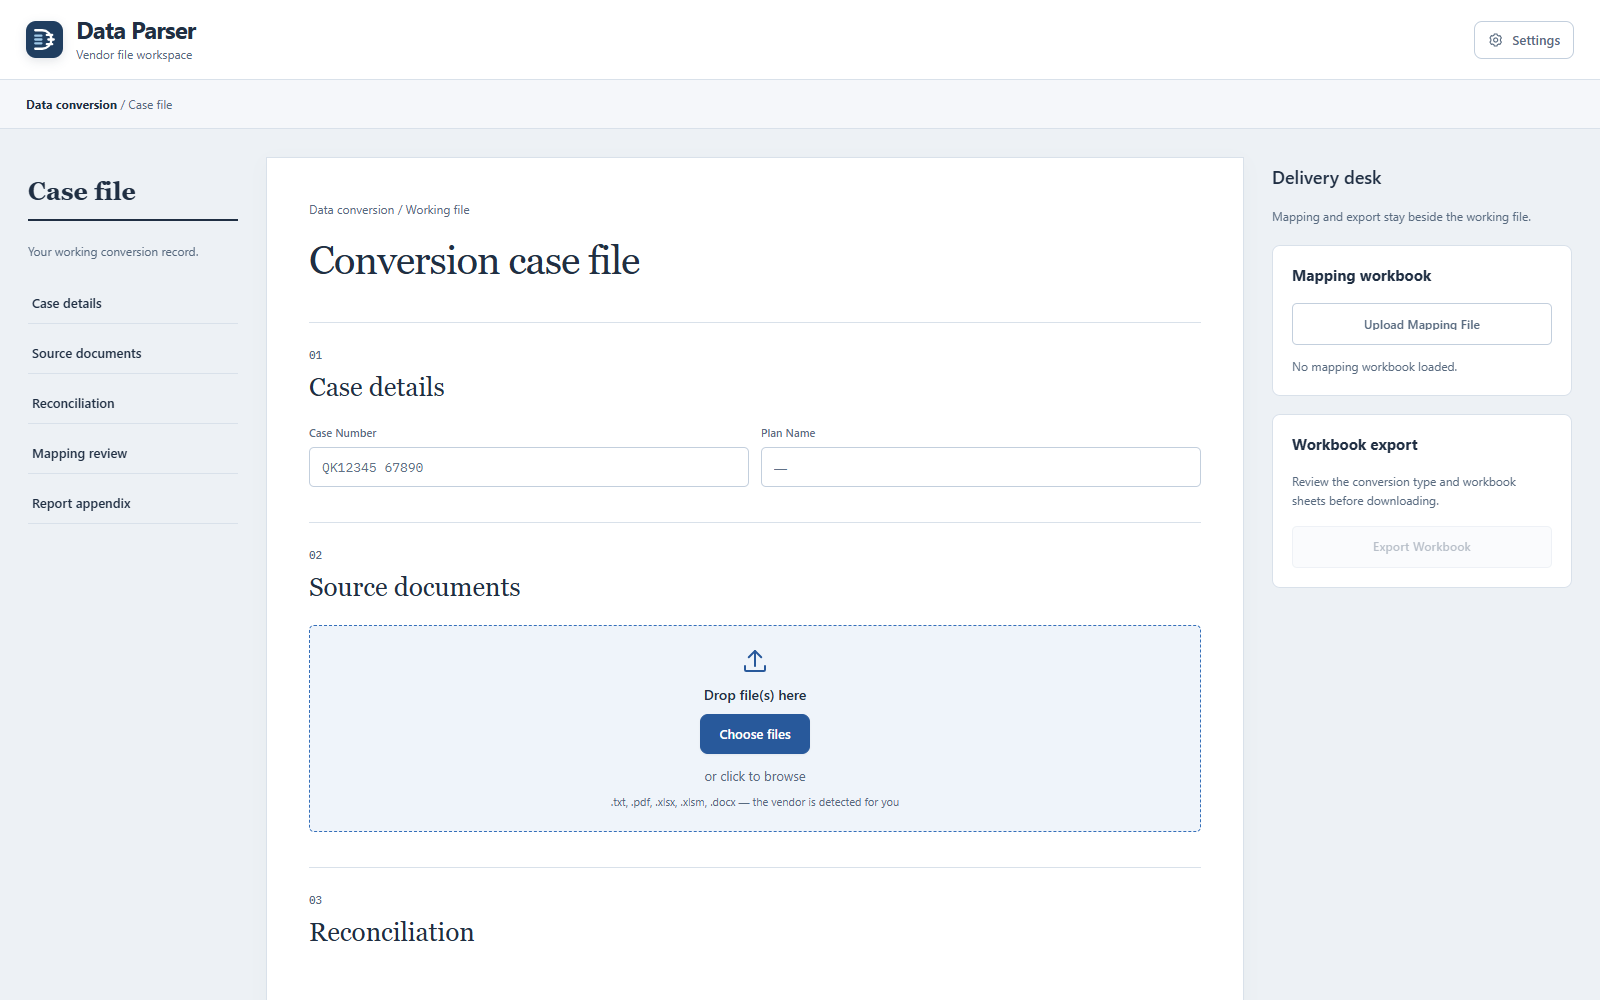 Data Parser
Vendor file workspace
Settings
Data conversion / Case file
Case file
Your working conversion record.
Case details
Source documents
Reconciliation
Mapping review
Report appendix
Data conversion / Working file
Conversion case file
01
Case details
Case Number
Plan Name
QK12345 67890
—
02
Source documents
Drop file(s) here
Choose files
or click to browse
.txt, .pdf, .xlsx, .xlsm, .docx — the vendor is detected for you
03
Reconciliation
Delivery desk
Mapping and export stay beside the working file.
Mapping workbook
Upload Mapping File
No mapping workbook loaded.
Workbook export
Review the conversion type and workbook
sheets before downloading.
Export Workbook